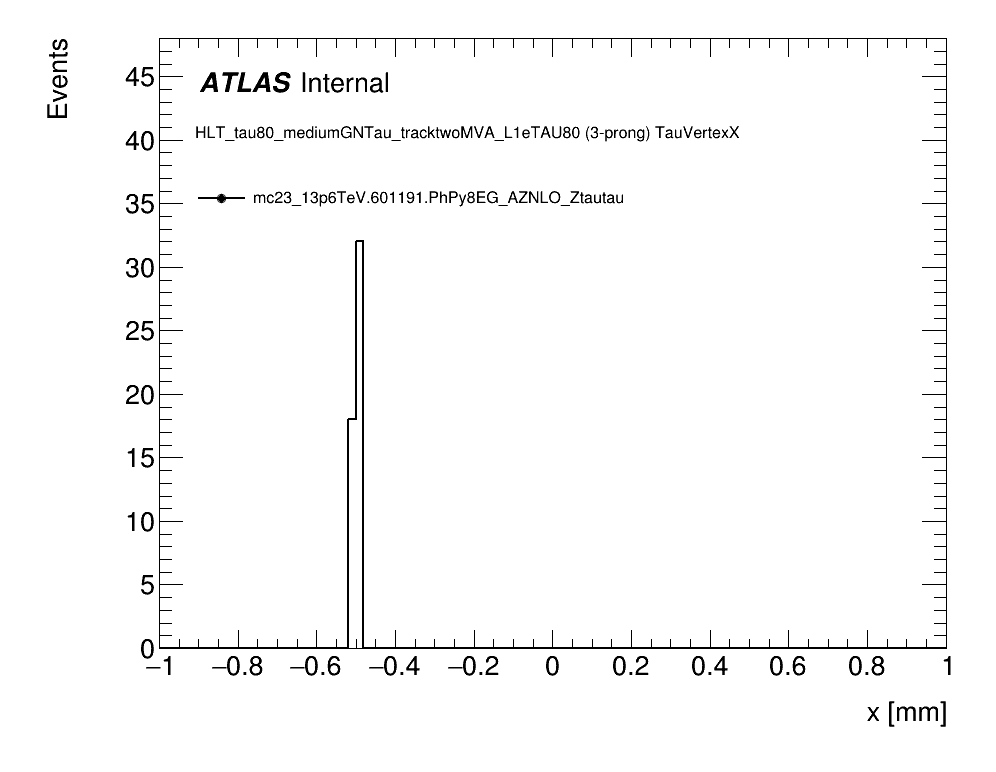 Events
45
40
35
30
25
20
15
10
5
0
ATLAS Internal
HLT_tau80_mediumGNTau_tracktwoMVA_L1eTAU80 (3-prong) TauVertexX
mc23_13p6TeV.601191.PhPy8EG_AZNLO_Ztautau
−1 −0.8 −0.6 −0.4 −0.2 0 0.2 0.4 0.6 0.8 1
x [mm]